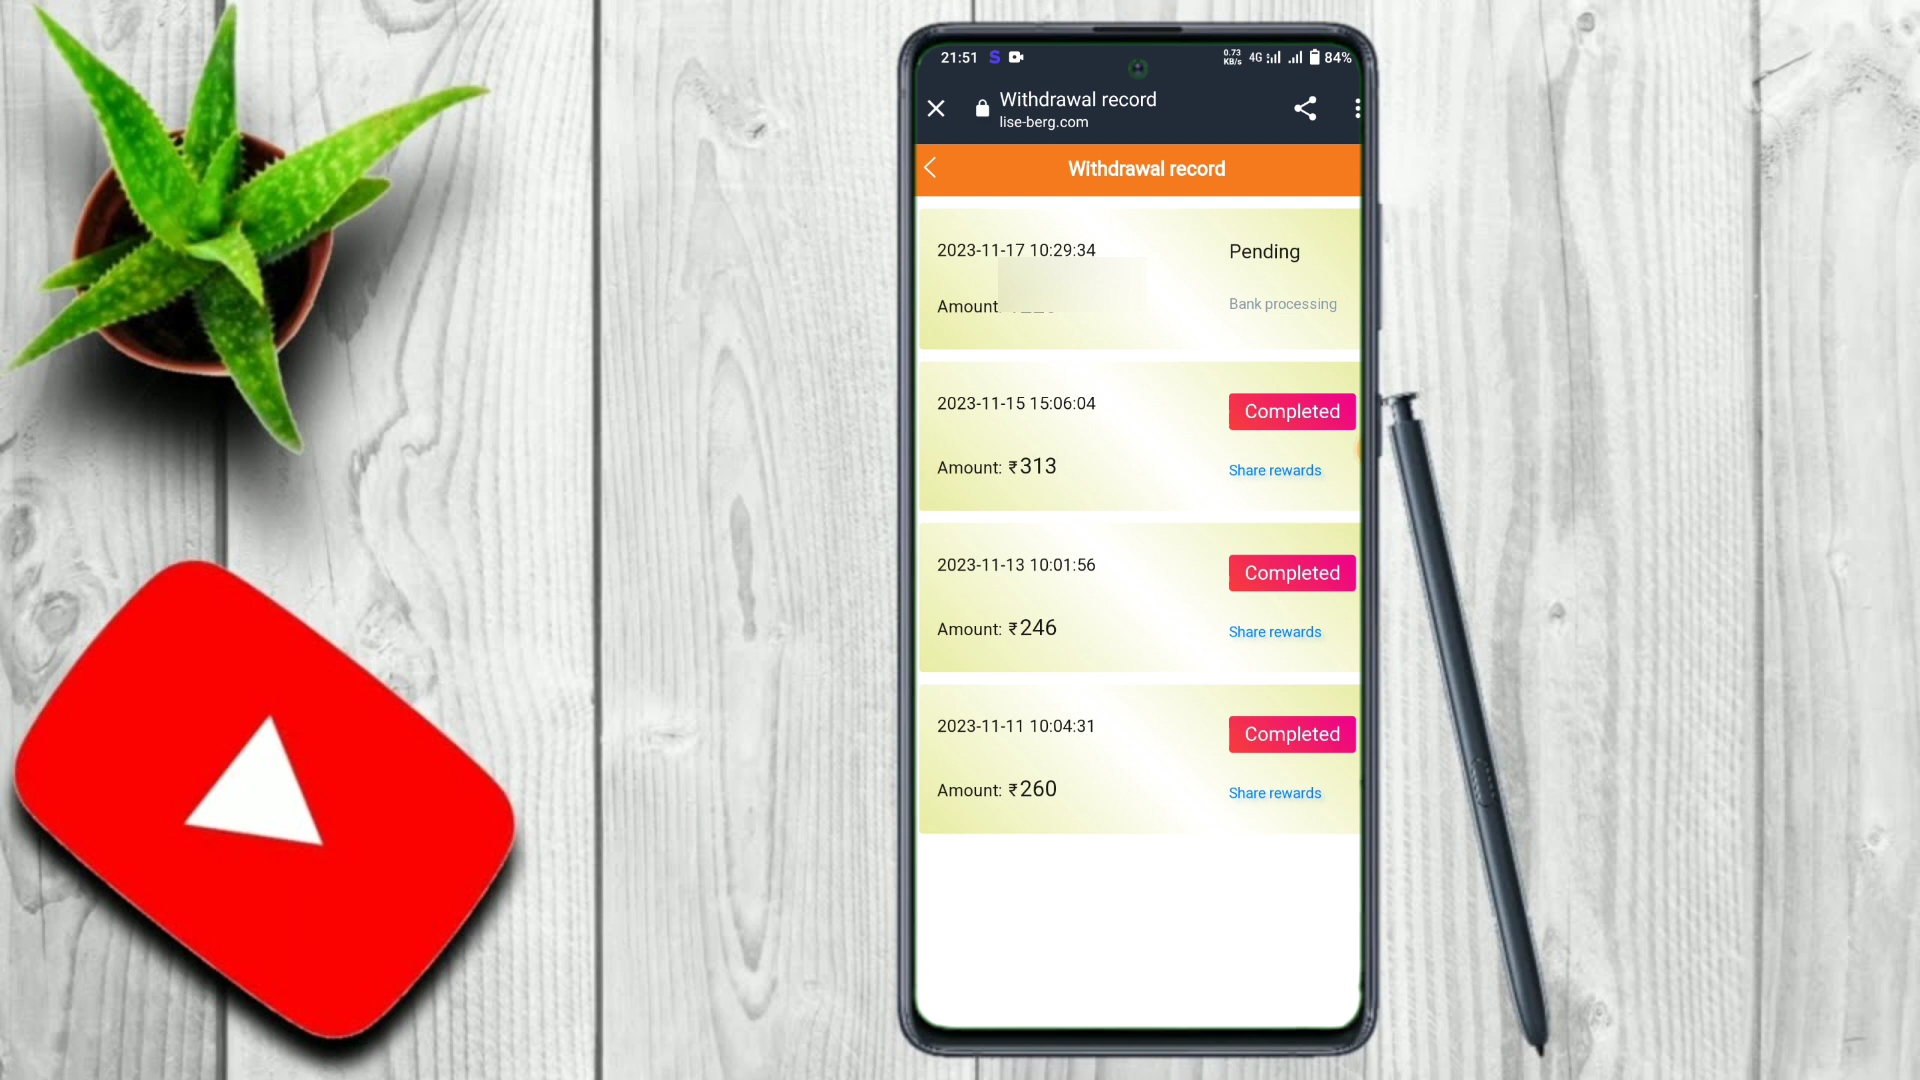 21:51 S 0.73 KB/s 4G 84%
Withdrawal record
lise-berg.com
Withdrawal record
2023-11-17 10:29:34 Pending
Amount Bank processing
2023-11-15 15:06:04 Completed
Amount: ₹313 Share rewards
2023-11-13 10:01:56 Completed
Amount: ₹246 Share rewards
2023-11-11 10:04:31 Completed
Amount: ₹260 Share rewards